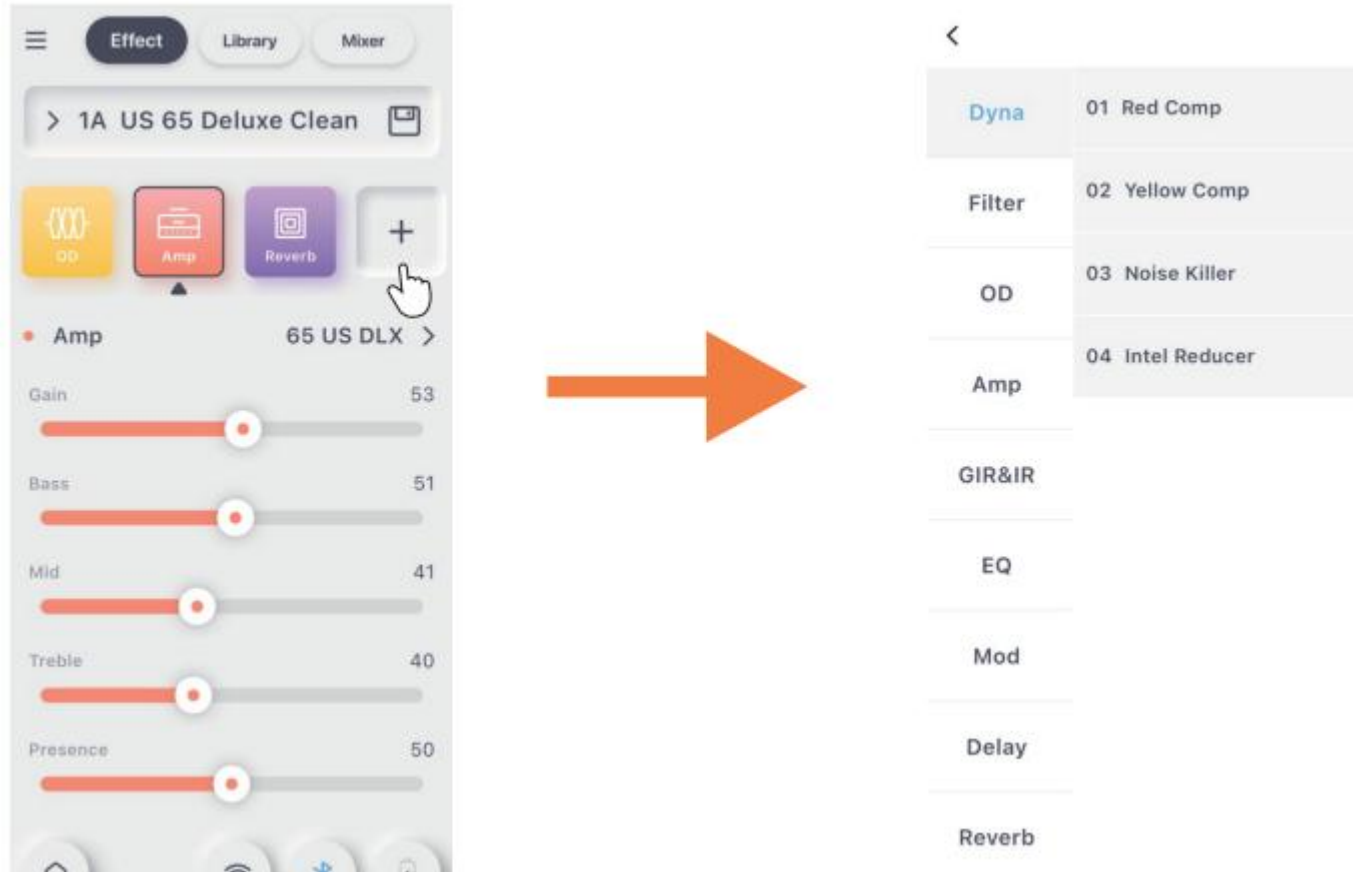 Effect Library Mixer
1A US 65 Deluxe Clean
OD Amp Reverb
Amp 65 US DLX
Gain 53
Bass 51
Mid 41
Treble 40
Presence 50
Dyna
Filter
OD
Amp
GIR&IR
EQ
Mod
Delay
Reverb
01 Red Comp
02 Yellow Comp
03 Noise Killer
04 Intel Reducer